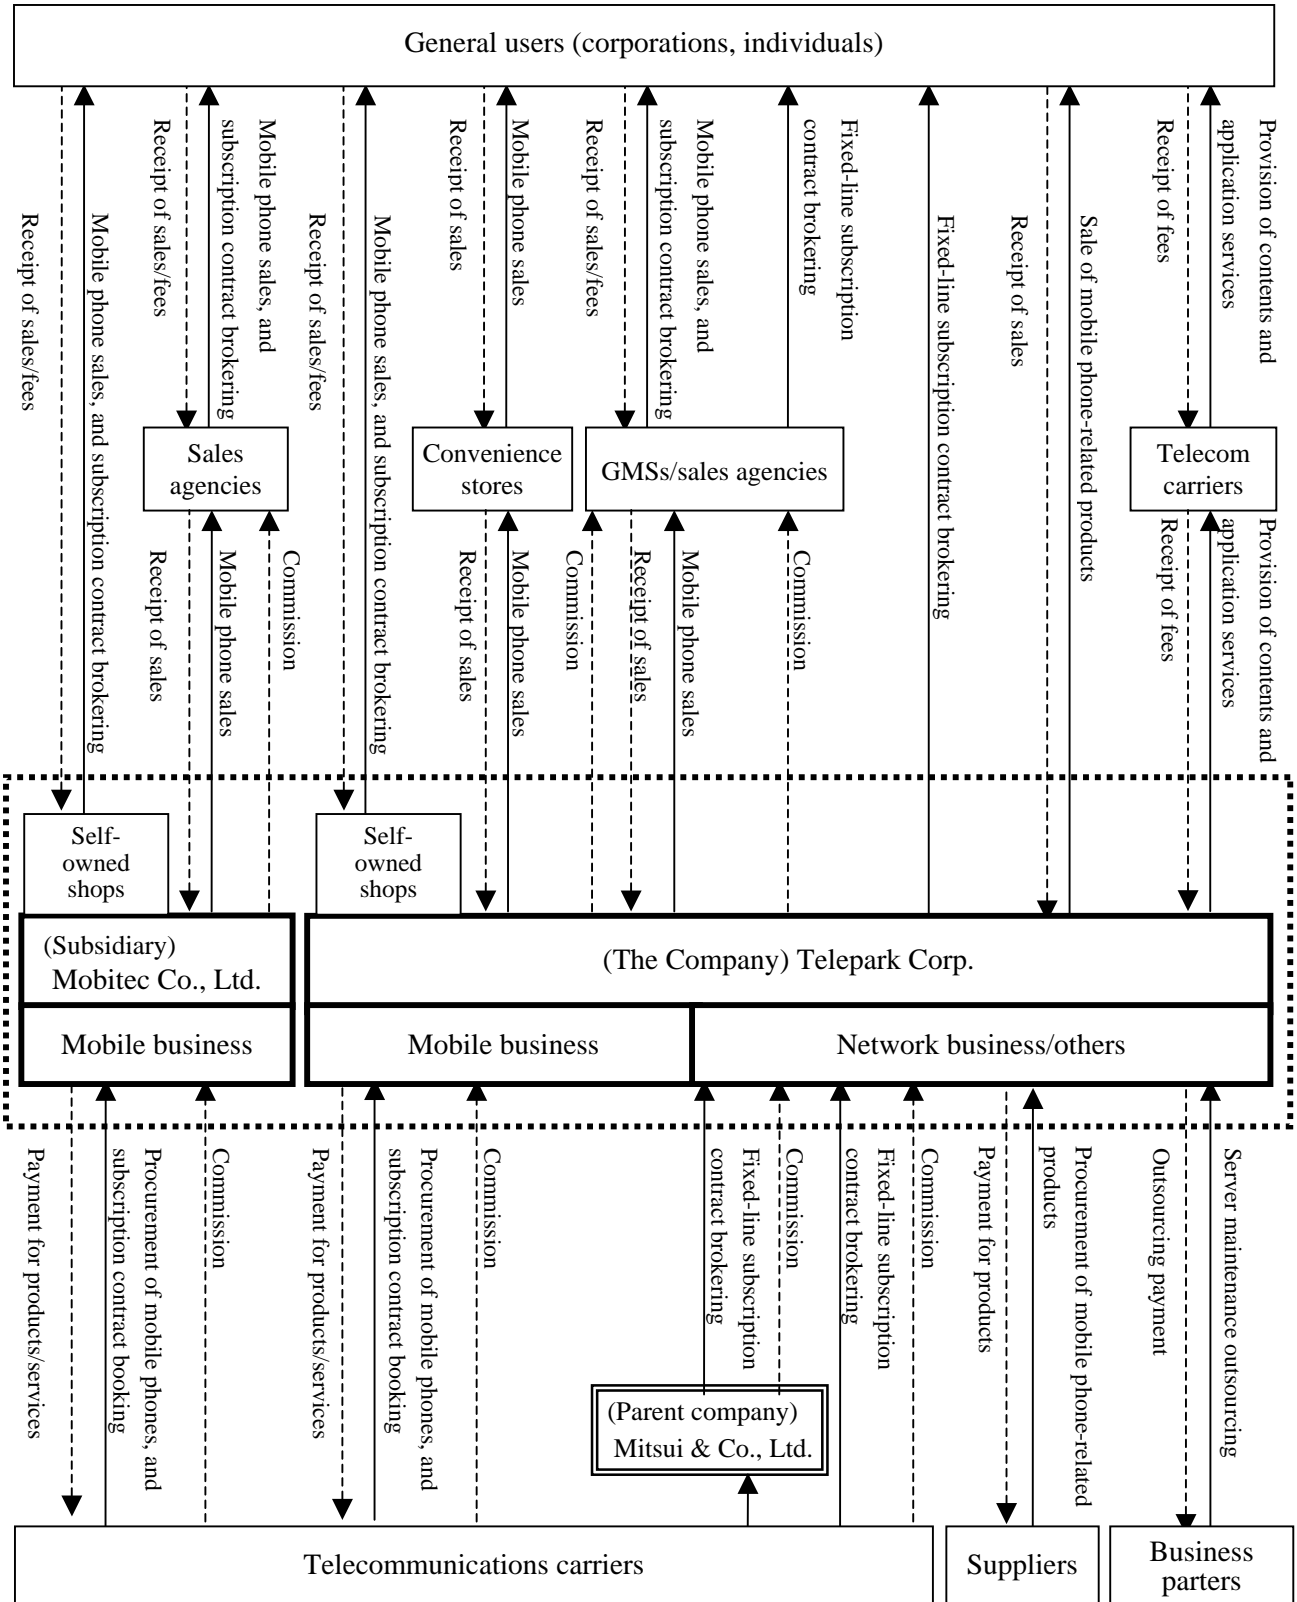 General users (corporations, individuals)
Receipt of sales/fees
Mobile phone sales, and subscription contract brokering
Receipt of sales/fees
Mobile phone sales, and
subscription contract brokering
Receipt of sales/fees
Mobile phone sales, and subscription contract brokering
Receipt of sales
Mobile phone sales
Receipt of sales/fees
Mobile phone sales, and
subscription contract brokering
Fixed-line subscription
contract brokering
Fixed-line subscription contract brokering
Receipt of sales
Sale of mobile phone-related products
Receipt of fees
Provision of contents and
application services
Sales
agencies
Convenience
stores
GMSs/sales agencies
Telecom
carriers
Receipt of sales
Mobile phone sales
Commission
Receipt of sales
Mobile phone sales
Commission
Receipt of sales
Mobile phone sales
Commission
Receipt of fees
Provision of contents and
application services
Self-
owned
shops
Self-
owned
shops
(Subsidiary)
Mobitec Co., Ltd.
(The Company) Telepark Corp.
Mobile business
Mobile business
Network business/others
Payment for products/services
Procurement of mobile phones, and
subscription contract booking
Commission
Payment for products/services
Procurement of mobile phones, and
subscription contract booking
Commission
Fixed-line subscription
contract brokering
Commission
Fixed-line subscription
contract brokering
Commission
Payment for products
Procurement of mobile phone-related
products
Outsourcing payment
Server maintenance outsourcing
(Parent company)
Mitsui & Co., Ltd.
Telecommunications carriers
Suppliers
Business
parters